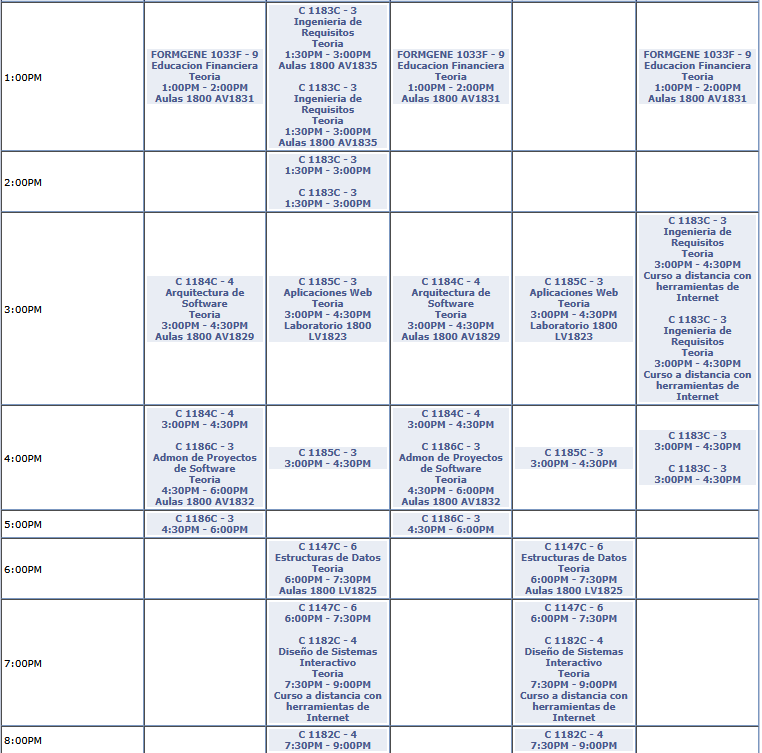 1:00PM
FORMGENE 1033F - 9
Educacion Financiera
Teoria
1:00PM - 2:00PM
Aulas 1800 AV1831
C 1183C - 3
Ingenieria de
Requisitos
Teoria
1:30PM - 3:00PM
Aulas 1800 AV1835
C 1183C - 3
Ingenieria de
Requisitos
Teoria
1:30PM - 3:00PM
Aulas 1800 AV1835
FORMGENE 1033F - 9
Educacion Financiera
Teoria
1:00PM - 2:00PM
Aulas 1800 AV1831
FORMGENE 1033F - 9
Educacion Financiera
Teoria
1:00PM - 2:00PM
Aulas 1800 AV1831
2:00PM
C 1183C - 3
1:30PM - 3:00PM
C 1183C - 3
1:30PM - 3:00PM
3:00PM
C 1184C - 4
Arquitectura de
Software
Teoria
3:00PM - 4:30PM
Aulas 1800 AV1829
C 1185C - 3
Aplicaciones Web
Teoria
3:00PM - 4:30PM
Laboratorio 1800
LV1823
C 1184C - 4
Arquitectura de
Software
Teoria
3:00PM - 4:30PM
Aulas 1800 AV1829
C 1185C - 3
Aplicaciones Web
Teoria
3:00PM - 4:30PM
Laboratorio 1800
LV1823
C 1183C - 3
Ingenieria de
Requisitos
Teoria
3:00PM - 4:30PM
Curso a distancia con
herramientas de
Internet
C 1183C - 3
Ingenieria de
Requisitos
Teoria
3:00PM - 4:30PM
Curso a distancia con
herramientas de
Internet
4:00PM
C 1184C - 4
3:00PM - 4:30PM
C 1186C - 3
Admon de Proyectos
de Software
Teoria
4:30PM - 6:00PM
Aulas 1800 AV1832
C 1185C - 3
3:00PM - 4:30PM
C 1184C - 4
3:00PM - 4:30PM
C 1186C - 3
Admon de Proyectos
de Software
Teoria
4:30PM - 6:00PM
Aulas 1800 AV1832
C 1185C - 3
3:00PM - 4:30PM
C 1183C - 3
3:00PM - 4:30PM
C 1183C - 3
3:00PM - 4:30PM
5:00PM
C 1186C - 3
4:30PM - 6:00PM
C 1186C - 3
4:30PM - 6:00PM
6:00PM
C 1147C - 6
Estructuras de Datos
Teoria
6:00PM - 7:30PM
Aulas 1800 LV1825
C 1147C - 6
Estructuras de Datos
Teoria
6:00PM - 7:30PM
Aulas 1800 LV1825
7:00PM
C 1147C - 6
6:00PM - 7:30PM
C 1182C - 4
Diseño de Sistemas
Interactivo
Teoria
7:30PM - 9:00PM
Curso a distancia con
herramientas de
Internet
C 1147C - 6
6:00PM - 7:30PM
C 1182C - 4
Diseño de Sistemas
Interactivo
Teoria
7:30PM - 9:00PM
Curso a distancia con
herramientas de
Internet
8:00PM
C 1182C - 4
7:30PM - 9:00PM
C 1182C - 4
7:30PM - 9:00PM